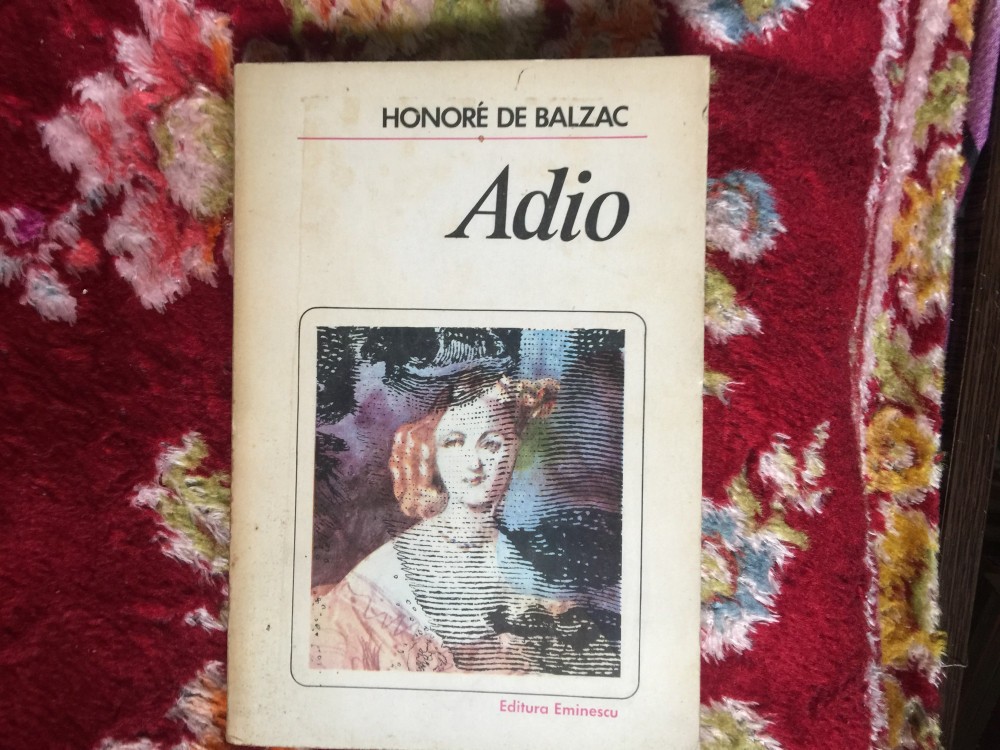 HONORÉ DE BALZAC
Adio
Editura Eminescu